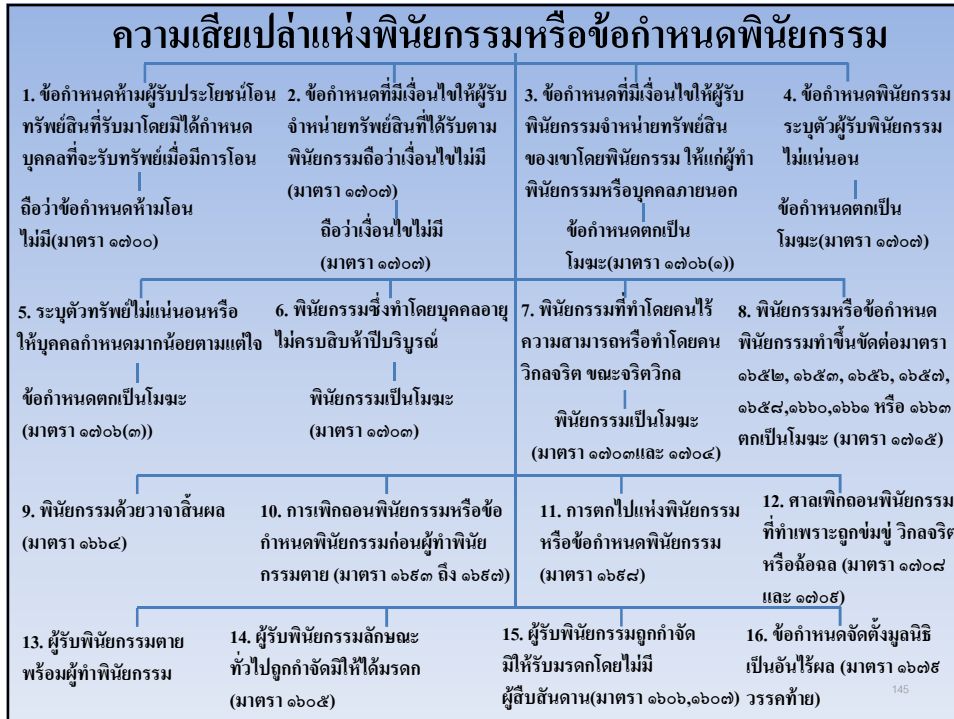 ความเสียเปล่าแห่งพินัยกรรมหรือข้อกำหนดพินัยกรรม
1. ข้อกำหนดห้ามผู้รับประโยชน์โอน
ทรัพย์สินที่รับมาโดยมิได้กำหนด
บุคคลที่จะรับทรัพย์เมื่อมีการโอน
ถือว่าข้อกำหนดห้ามโอน
ไม่มี(มาตรา ๑๗๐๐)
2. ข้อกำหนดที่มีเงื่อนไขให้ผู้รับ
จำหน่ายทรัพย์สินที่ได้รับตาม
พินัยกรรมถือว่าเงื่อนไขไม่มี
(มาตรา ๑๗๐๗)
ถือว่าเงื่อนไขไม่มี
(มาตรา ๑๗๐๗)
3. ข้อกำหนดที่มีเงื่อนไขให้ผู้รับ
พินัยกรรมจำหน่ายทรัพย์สิน
ของเขาโดยพินัยกรรม ให้แก่ผู้ทำ
พินัยกรรมหรือบุคคลภายนอก
ข้อกำหนดตกเป็น
โมฆะ(มาตรา ๑๗๐๖(๑))
4. ข้อกำหนดพินัยกรรม
ระบุตัวผู้รับพินัยกรรม
ไม่แน่นอน
ข้อกำหนดตกเป็น
โมฆะ(มาตรา ๑๗๐๗)
5. ระบุตัวทรัพย์ไม่แน่นอนหรือ
ให้บุคคลกำหนดมากน้อยตามแต่ใจ
ข้อกำหนดตกเป็นโมฆะ
(มาตรา ๑๗๐๖(๓))
6. พินัยกรรมซึ่งทำโดยบุคคลอายุ
ไม่ครบสิบห้าปีบริบูรณ์
พินัยกรรมเป็นโมฆะ
(มาตรา ๑๗๐๓)
7. พินัยกรรมที่ทำโดยคนไร้
ความสามารถหรือทำโดยคน
วิกลจริต ขณะจริตวิกล
พินัยกรรมเป็นโมฆะ
(มาตรา ๑๗๐๓และ ๑๗๐๔)
8. พินัยกรรมหรือข้อกำหนด
พินัยกรรมทำขึ้นขัดต่อมาตรา
๑๖๕๒, ๑๖๕๓, ๑๖๕๖, ๑๖๕๗,
๑๖๕๘,๑๖๖๐,๑๖๖๑ หรือ ๑๖๖๓
ตกเป็นโมฆะ (มาตรา ๑๗๑๕)
9. พินัยกรรมด้วยวาจาสิ้นผล
(มาตรา ๑๖๖๔)
10. การเพิกถอนพินัยกรรมหรือข้อ
กำหนดพินัยกรรมก่อนผู้ทำพินัย
กรรมตาย (มาตรา ๑๖๙๓ ถึง ๑๖๙๗)
11. การตกไปแห่งพินัยกรรม
หรือข้อกำหนดพินัยกรรม
(มาตรา ๑๖๙๘)
12. ศาลเพิกถอนพินัยกรรม
ที่ทำเพราะถูกข่มขู่ วิกลจริต
หรือฉ้อฉล (มาตรา ๑๗๐๘
และ ๑๗๐๙)
13. ผู้รับพินัยกรรมตาย
พร้อมผู้ทำพินัยกรรม
14. ผู้รับพินัยกรรมลักษณะ
ทั่วไปถูกกำจัดมิให้ได้มรดก
(มาตรา ๑๖๐๕)
15. ผู้รับพินัยกรรมถูกกำจัด
มิให้รับมรดกโดยไม่มี
ผู้สืบสันดาน(มาตรา ๑๖๐๖,๑๖๐๗)
16. ข้อกำหนดจัดตั้งมูลนิธิ
เป็นอันไร้ผล (มาตรา ๑๖๗๙
วรรคท้าย)
145